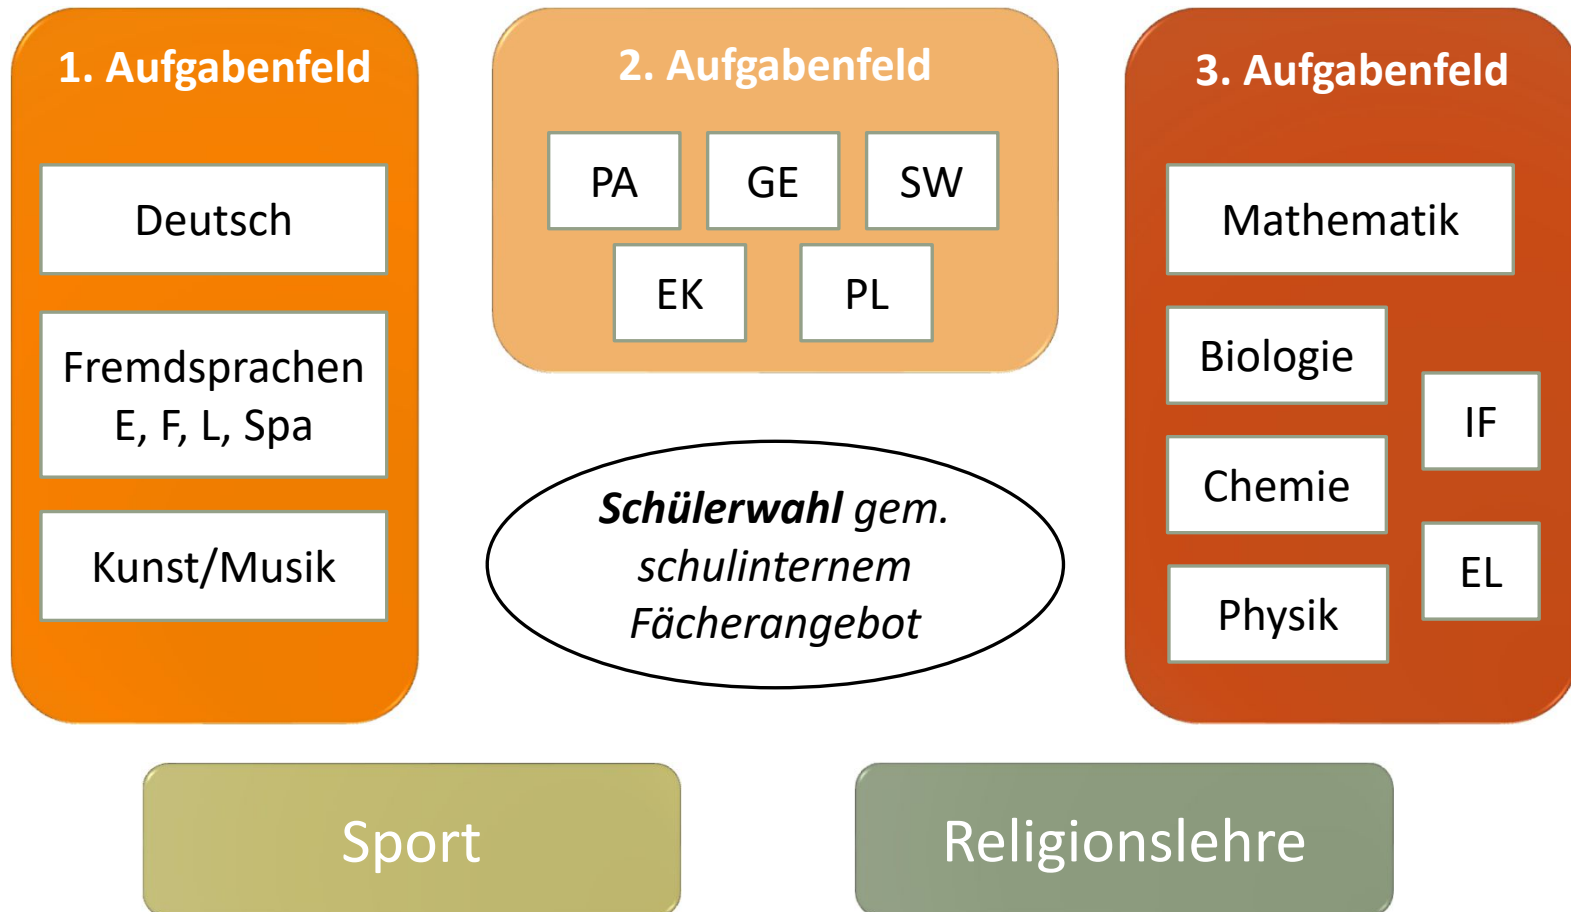 1. Aufgabenfeld
Deutsch
Fremdsprachen
E, F, L, Spa
Kunst/Musik
2. Aufgabenfeld
PA
GE
SW
EK
PL
Schülerwahl gem.
schulinternem
Fächerangebot
3. Aufgabenfeld
Mathematik
Biologie
Chemie
Physik
IF
EL
Sport
Religionslehre